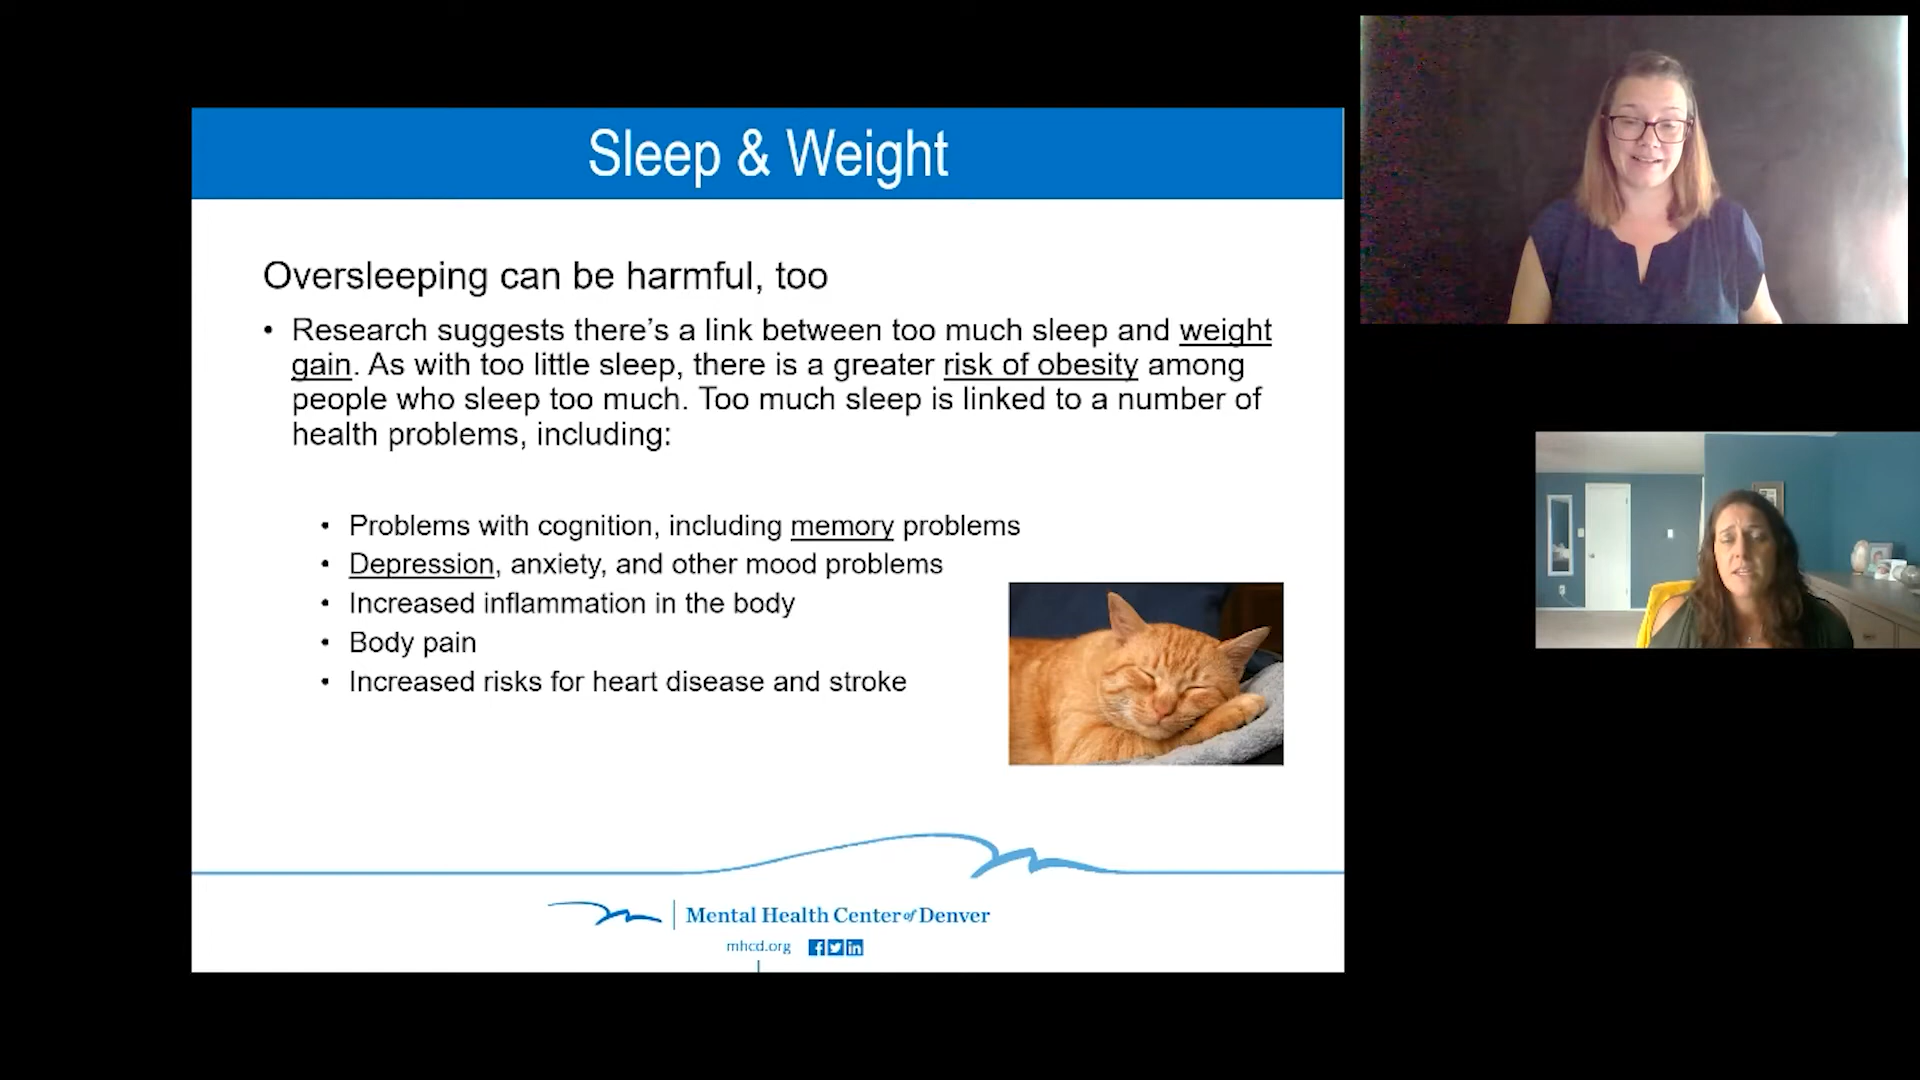 Sleep & Weight
Oversleeping can be harmful, too
• Research suggests there's a link between too much sleep and weight
gain. As with too little sleep, there is a greater risk of obesity among
people who sleep too much. Too much sleep is linked to a number of
health problems, including:
• Problems with cognition, including memory problems
• Depression, anxiety, and other mood problems
• Increased inflammation in the body
• Body pain
• Increased risks for heart disease and stroke
Mental Health Center of Denver
mhcd.org